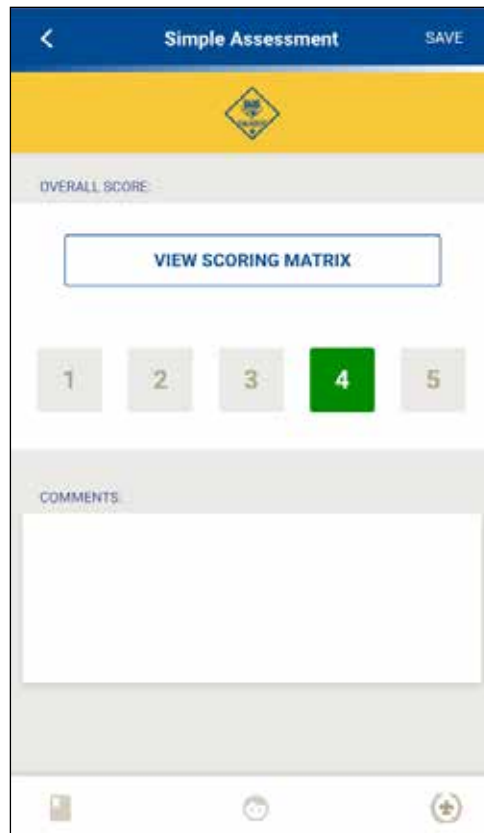 Simple Assessment SAVE
OVERALL SCORE:
VIEW SCORING MATRIX
1 2 3 4 5
COMMENTS: